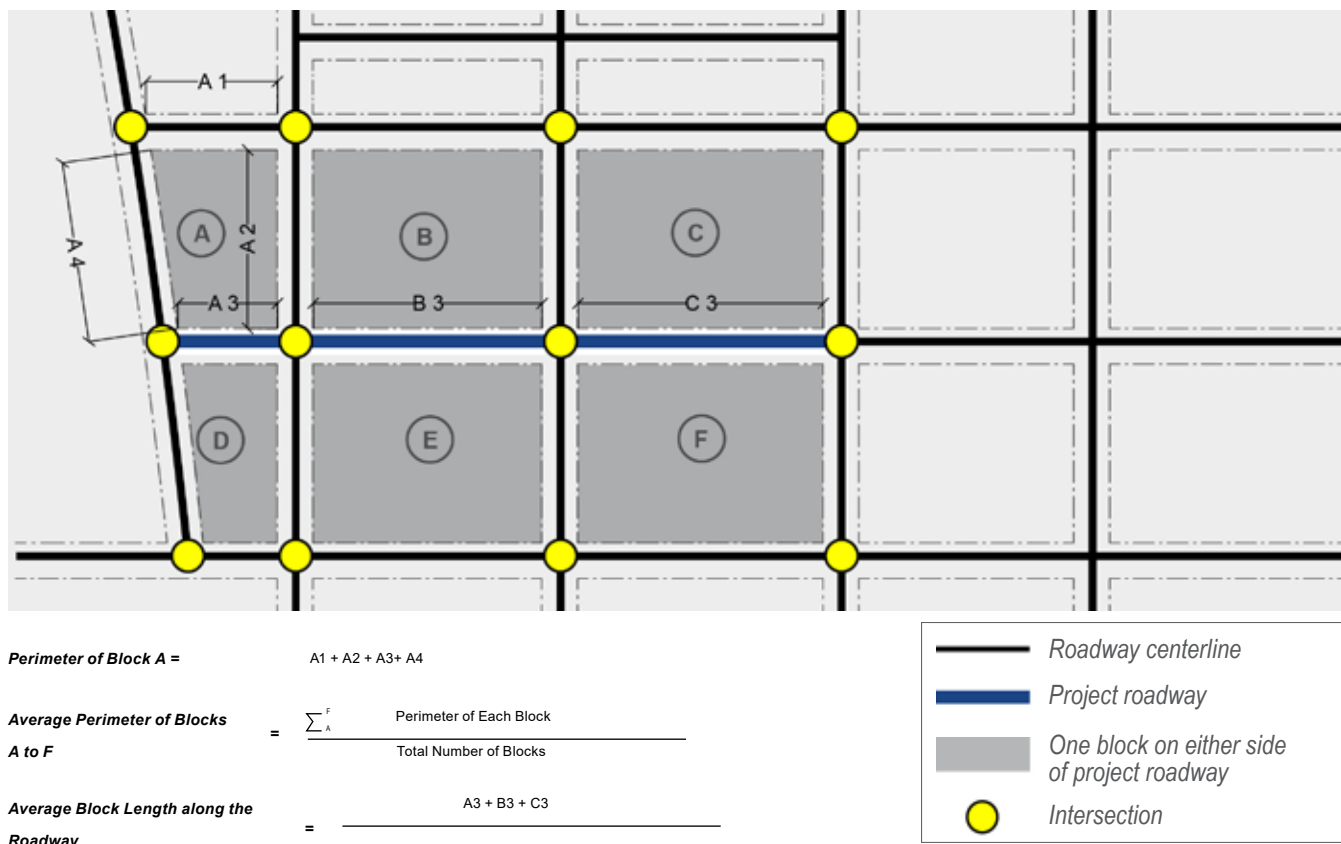 A 1
A
A 2
B
C
A 4
A 3
B 3
C 3
D
E
F
Perimeter of Block A =
A1 + A2 + A3+ A4
Average Perimeter of Blocks
A to F
=
∑ F A
Perimeter of Each Block
Total Number of Blocks
Average Block Length along the
Roadway
=
A3 + B3 + C3
Roadway centerline
Project roadway
One block on either side
of project roadway
Intersection